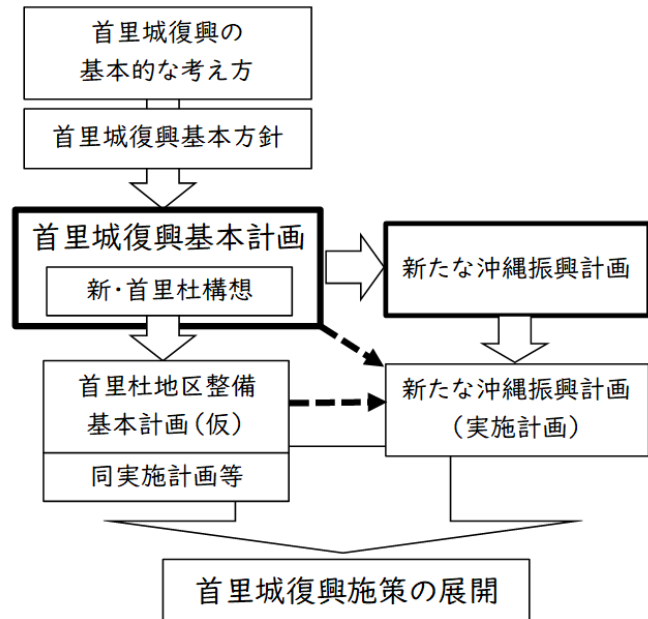 首里城復興の
基本的な考え方
首里城復興基本方針
首里城復興基本計画
新・首里杜構想
新たな沖縄振興計画
首里杜地区整備
基本計画(仮)
同実施計画等
新たな沖縄振興計画
(実施計画)
首里城復興施策の展開